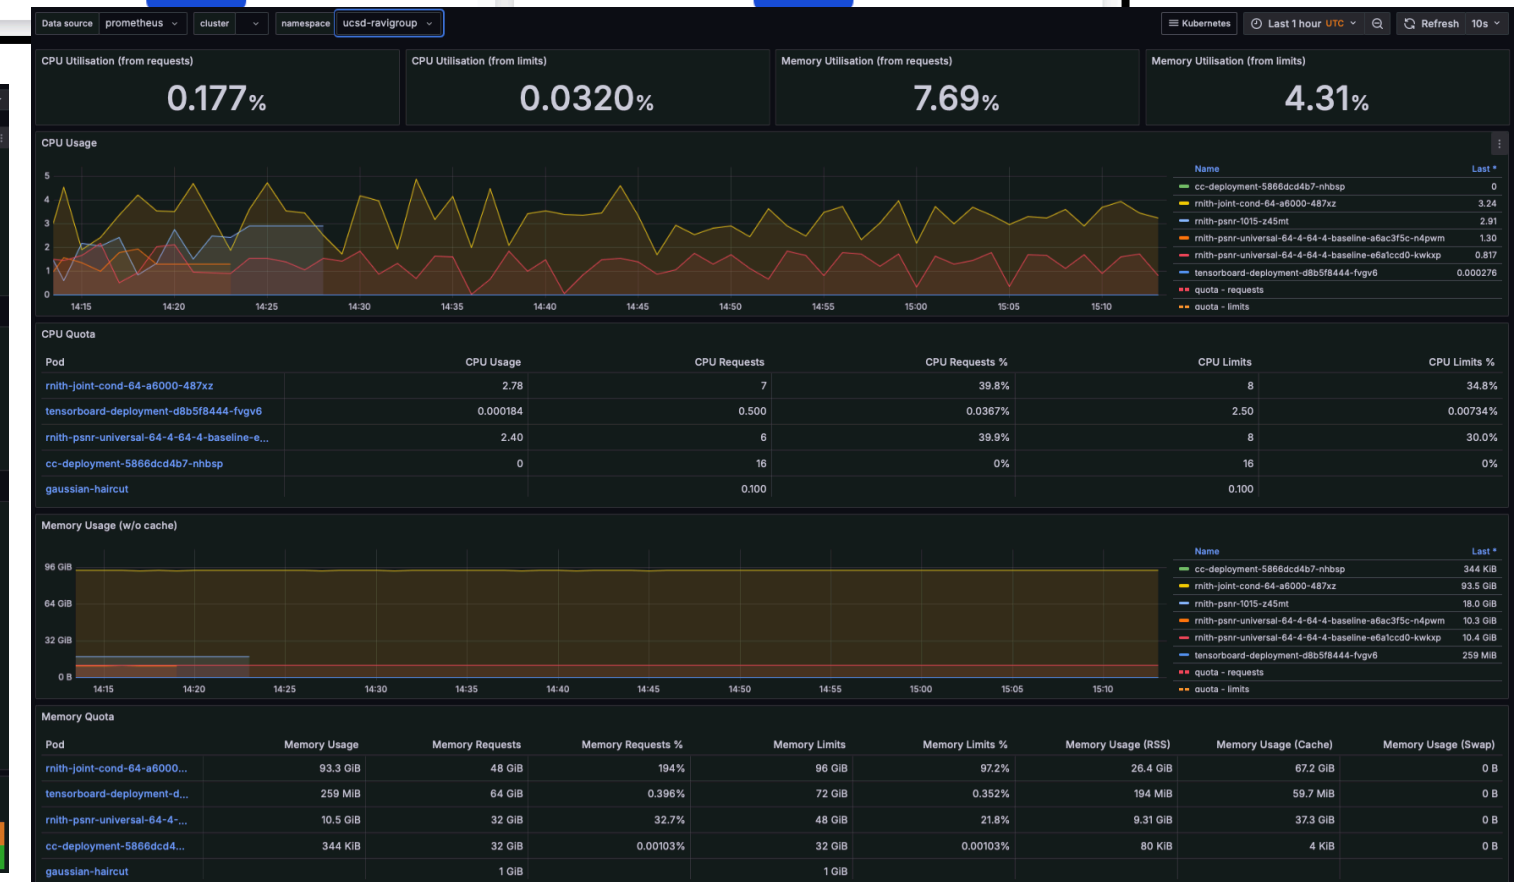 Data source prometheus cluster namespace ucsd-ravigroup Kubernetes Last 1 hour UTC Refresh 10s
CPU Utilisation (from requests) CPU Utilisation (from limits) Memory Utilisation (from requests) Memory Utilisation (from limits)
0.177% 0.0320% 7.69% 4.31%
CPU Usage
5
4
3
2
1
0
14:15 14:20 14:25 14:30 14:35 14:40 14:45 14:50 14:55 15:00 15:05 15:10
Name Last *
cc-deployment-5866dcd4b7-nhbsp 0
rnith-joint-cond-64-a6000-487xz 3.24
rnith-psnr-1015-z45mt 2.91
rnith-psnr-universal-64-4-64-4-baseline-a6ac3f5c-n4pwm 1.30
rnith-psnr-universal-64-4-64-4-baseline-e6a1ccd0-kwkxp 0.817
tensorboard-deployment-d8b5f8444-fvgv6 0.000276
quota - requests
quota - limits
CPU Quota
Pod CPU Usage CPU Requests CPU Requests % CPU Limits CPU Limits %
rnith-joint-cond-64-a6000-487xz 2.78 7 39.8% 8 34.8%
tensorboard-deployment-d8b5f8444-fvgv6 0.000184 0.500 0.0367% 2.50 0.00734%
rnith-psnr-universal-64-4-64-4-baseline-e... 2.40 6 39.9% 8 30.0%
cc-deployment-5866dcd4b7-nhbsp 0 16 0% 16 0%
gaussian-haircut 0.100 0.100
Memory Usage (w/o cache)
96 GiB
64 GiB
32 GiB
0 B
14:15 14:20 14:25 14:30 14:35 14:40 14:45 14:50 14:55 15:00 15:05 15:10
Name Last *
cc-deployment-5866dcd4b7-nhbsp 344 KiB
rnith-joint-cond-64-a6000-487xz 93.5 GiB
rnith-psnr-1015-z45mt 18.0 GiB
rnith-psnr-universal-64-4-64-4-baseline-a6ac3f5c-n4pwm 10.3 GiB
rnith-psnr-universal-64-4-64-4-baseline-e6a1ccd0-kwkxp 10.4 GiB
tensorboard-deployment-d8b5f8444-fvgv6 259 MiB
quota - requests
quota - limits
Memory Quota
Pod Memory Usage Memory Requests Memory Requests % Memory Limits Memory Limits % Memory Usage (RSS) Memory Usage (Cache) Memory Usage (Swap)
rnith-joint-cond-64-a6000... 93.3 GiB 48 GiB 194% 96 GiB 97.2% 26.4 GiB 67.2 GiB 0 B
tensorboard-deployment-d... 259 MiB 64 GiB 0.396% 72 GiB 0.352% 194 MiB 59.7 MiB 0 B
rnith-psnr-universal-64-4-... 10.5 GiB 32 GiB 32.7% 48 GiB 21.8% 9.31 GiB 37.3 GiB 0 B
cc-deployment-5866dcd4... 344 KiB 32 GiB 0.00103% 32 GiB 0.00103% 80 KiB 4 KiB 0 B
gaussian-haircut 1 GiB 1 GiB